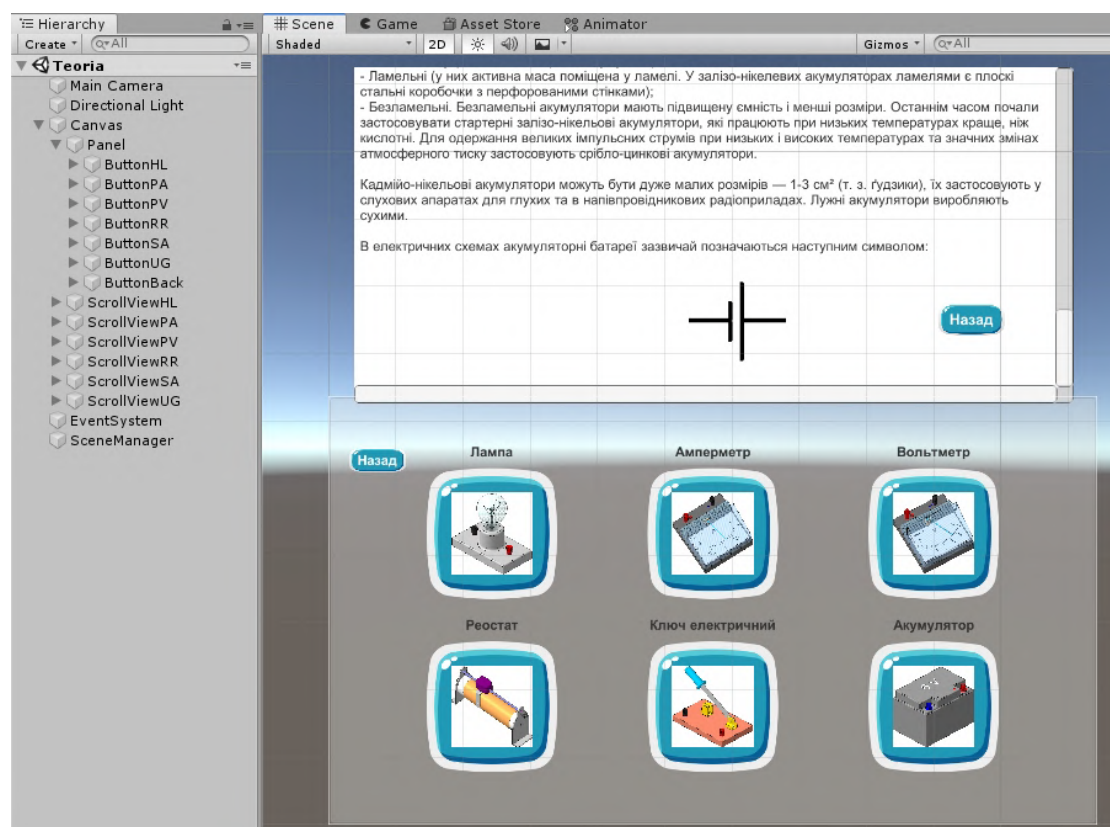 Hierarchy
Create
All
Teoria
Main Camera
Directional Light
Canvas
Panel
ButtonHL
ButtonPA
ButtonPV
ButtonRR
ButtonSA
ButtonUG
ButtonBack
ScrollViewHL
ScrollViewPA
ScrollViewPV
ScrollViewRR
ScrollViewSA
ScrollViewUG
EventSystem
SceneManager
Scene Game Asset Store Animator
Shaded 2D Gizmos All
- Ламельні (у них активна маса поміщена у ламелі. У залізо-нікелевих акумуляторах ламелями є плоскі
стальні коробочки з перфорованими стінками);
- Безламельні. Безламельні акумулятори мають підвищену ємність і менші розміри. Останнім часом почали
застосовувати стартерні залізо-нікельові акумулятори, які працюють при низьких температурах краще, ніж
кислотні. Для одержання великих імпульсних струмів при низьких і високих температурах та значних змінах
атмосферного тиску застосовують срібло-цинкові акумулятори.
Кадмійо-нікельові акумулятори можуть бути дуже малих розмірів — 1-3 см² (т. з. ґудзики), їх застосовують у
слухових апаратах для глухих та в напівпровідникових радіоприладах. Лужні акумулятори виробляють
сухими.
В електричних схемах акумуляторні батареї зазвичай позначаються наступним символом:
Назад
Назад
Лампа Амперметр Вольтметр
Реостат Ключ електричний Акумулятор